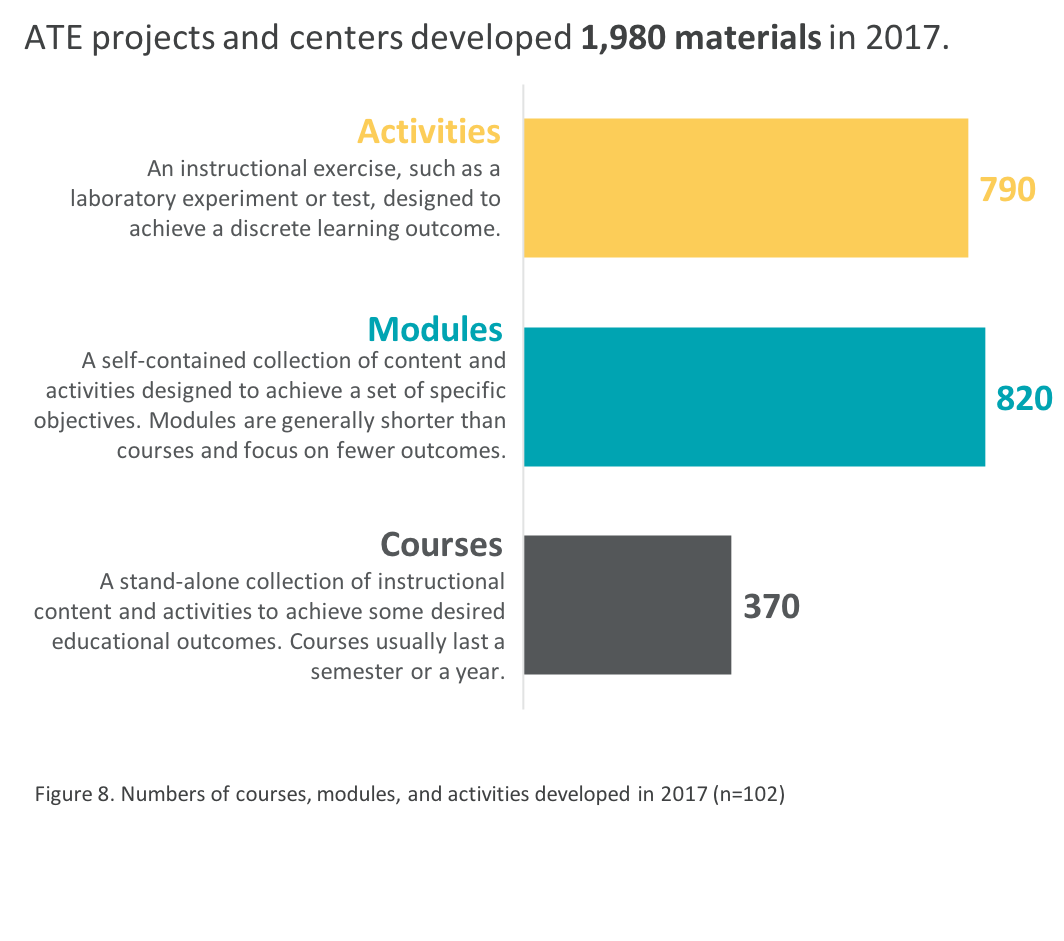 ATE projects and centers developed 1,980 materials in 2017.
Activities
An instructional exercise, such as a
laboratory experiment or test, designed to
achieve a discrete learning outcome.
790
Modules
A self-contained collection of content and
activities designed to achieve a set of specific
objectives. Modules are generally shorter than
courses and focus on fewer outcomes.
820
Courses
A stand-alone collection of instructional
content and activities to achieve some desired
educational outcomes. Courses usually last a
semester or a year.
370
Figure 8. Numbers of courses, modules, and activities developed in 2017 (n=102)